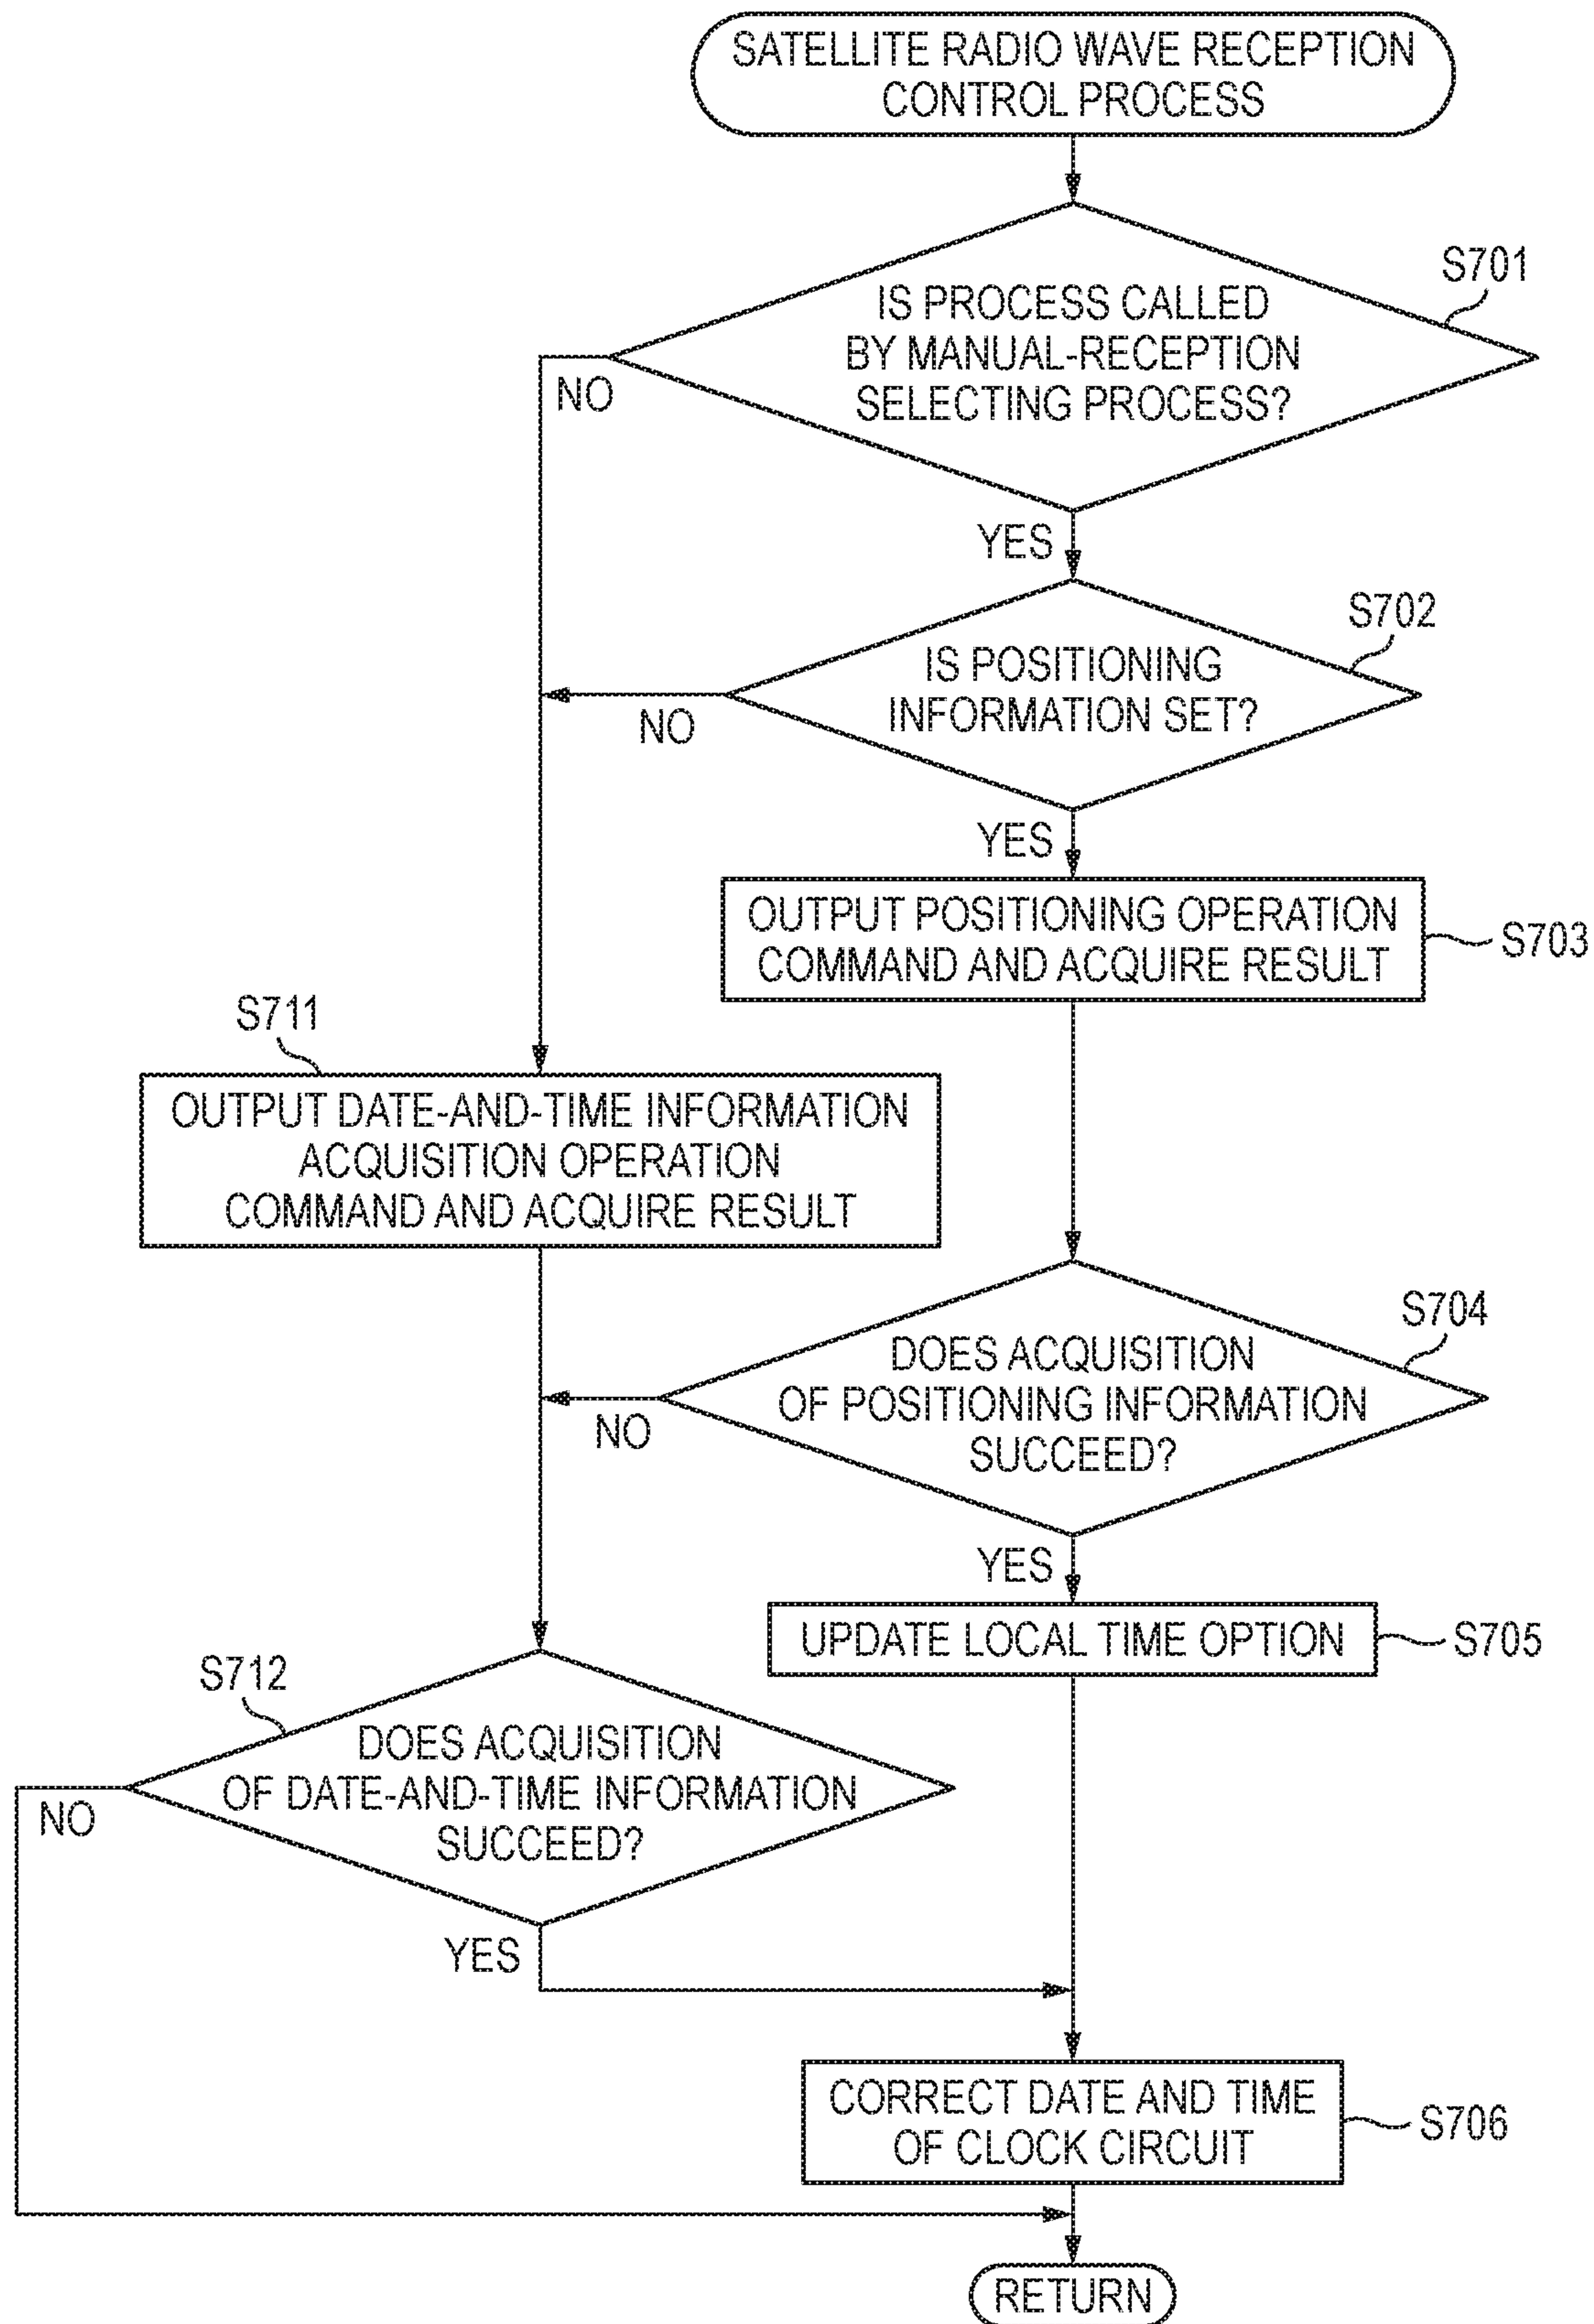 SATELLITE RADIO WAVE RECEPTION
CONTROL PROCESS
S701
IS PROCESS CALLED
BY MANUAL-RECEPTION
SELECTING PROCESS?
NO
YES
S702
IS POSITIONING
INFORMATION SET?
NO
YES
OUTPUT POSITIONING OPERATION
COMMAND AND ACQUIRE RESULT
S703
S711
OUTPUT DATE-AND-TIME INFORMATION
ACQUISITION OPERATION
COMMAND AND ACQUIRE RESULT
S704
DOES ACQUISITION
OF POSITIONING INFORMATION
SUCCEED?
NO
YES
UPDATE LOCAL TIME OPTION
S705
S712
DOES ACQUISITION
OF DATE-AND-TIME INFORMATION
SUCCEED?
NO
YES
CORRECT DATE AND TIME
OF CLOCK CIRCUIT
S706
RETURN